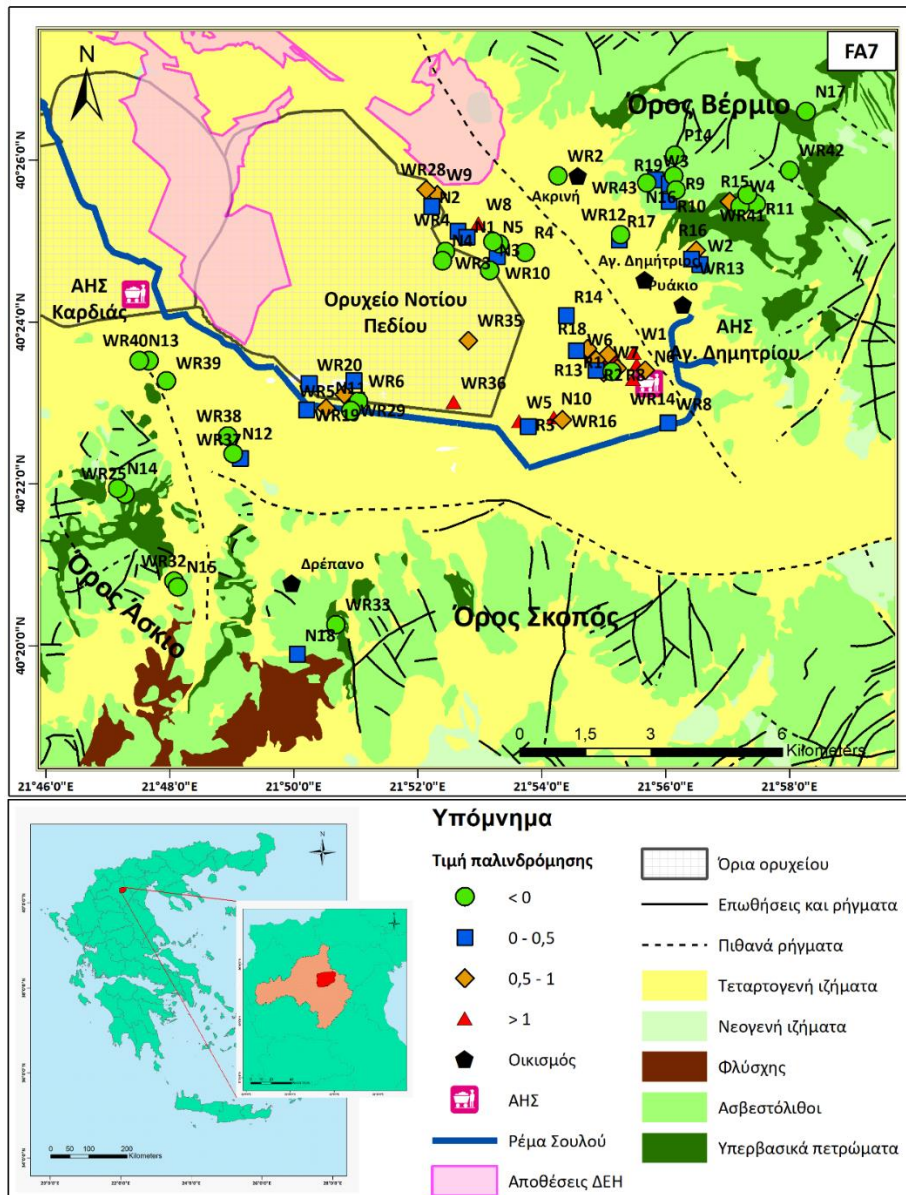 FA7
N
Όρος Βέρμιο
N17
P14
WR42
WR2
R19 W3
Ακρινή
WR43
R9
R15 W4
N16
R10
R11
WR41
WR28 W9
N2
W8
WR4
N1 N5
R4
N4
N3
WR3
WR10
WR12
R17
R16
W2
WR13
Αγ. Δημήτριος
Ρυάκιο
ΑΗΣ
Καρδιάς
Ορυχείο Νοτίου
Πεδίου
R14
R18
WR35
W6
W1
R13
R1
W7
N6
R2
R8
ΑΗΣ
Αγ. Δημητρίου
WR14
WR8
WR40 N13
WR39
WR20
WR6
WR5
N11
WR36
WR19
WR29
W5
N10
R3
WR16
WR38
WR37
N12
WR25 N14
WR32
N15
Όρος Άσκιο
Δρέπανο
WR33
N18
Όρος Σκοπός
40°26'0"N
40°24'0"N
40°22'0"N
40°20'0"N
0 1,5 3 6
Kilometers
21°46'0"E 21°48'0"E 21°50'0"E 21°52'0"E 21°54'0"E 21°56'0"E 21°58'0"E
N
0 50 100 200
Kilometers
Υπόμνημα
Τιμή παλινδρόμησης
< 0
0 - 0,5
0,5 - 1
> 1
Οικισμός
ΑΗΣ
Ρέμα Σουλού
Αποθέσεις ΔΕΗ
Όρια ορυχείου
Επωθήσεις και ρήγματα
Πιθανά ρήγματα
Τεταρτογενή ιζήματα
Νεογενή ιζήματα
Φλύσχης
Ασβεστόλιθοι
Υπερβασικά πετρώματα